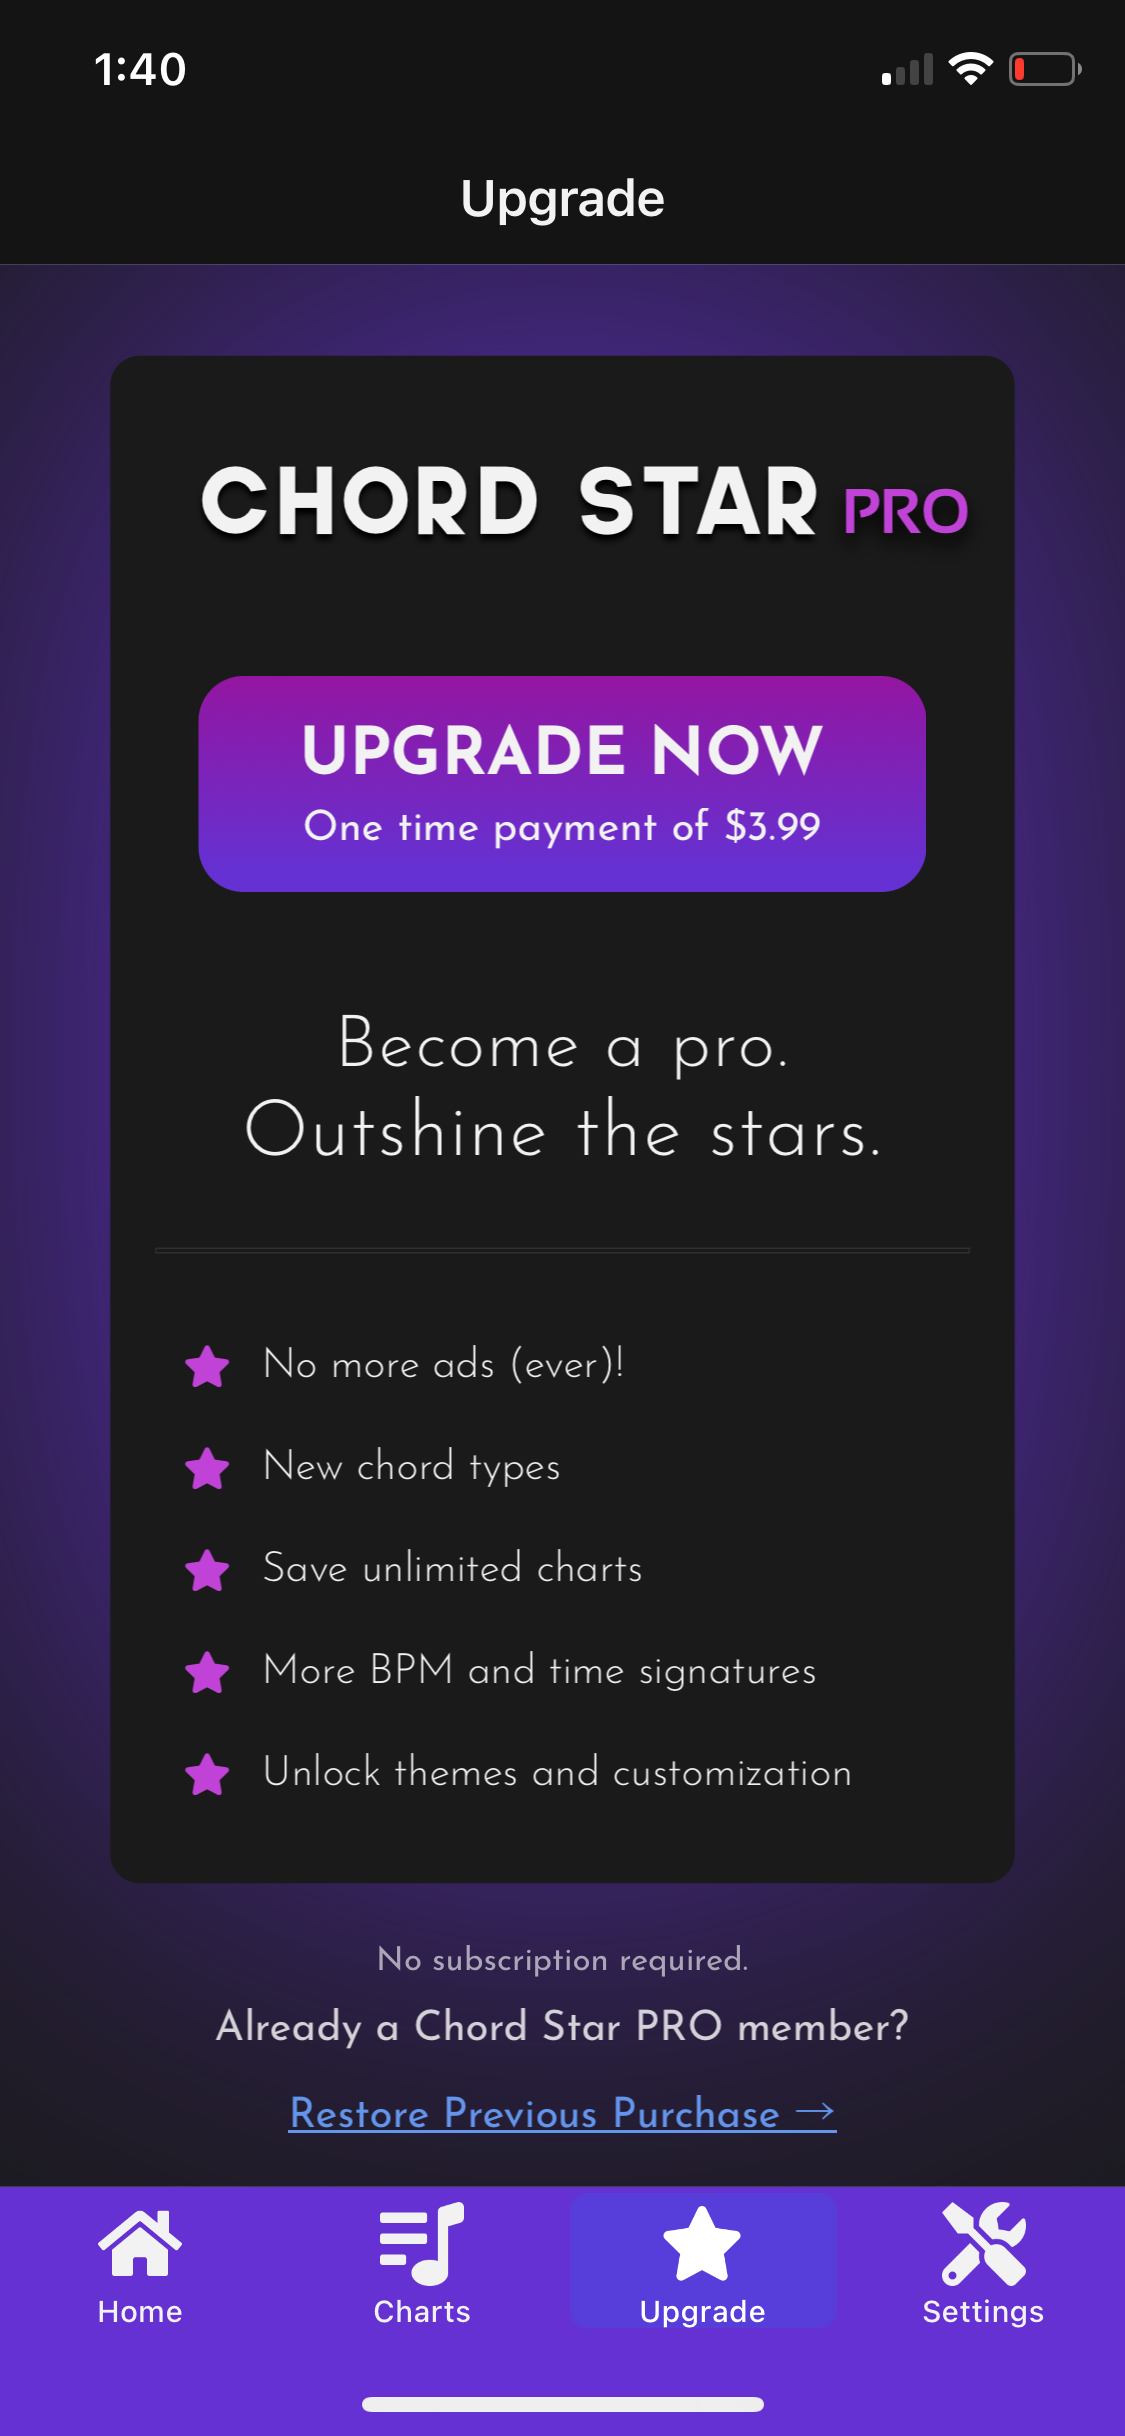 1:40
Upgrade
CHORD STAR PRO
UPGRADE NOW
One time payment of $3.99
Become a pro.
Outshine the stars.
No more ads (ever)!
New chord types
Save unlimited charts
More BPM and time signatures
Unlock themes and customization
No subscription required.
Already a Chord Star PRO member?
Restore Previous Purchase →
Home
Charts
Upgrade
Settings